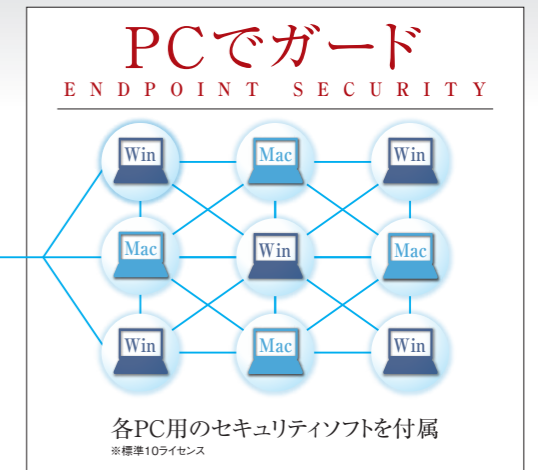 PCでガード
ENDPOINT SECURITY
Win Mac Win
Mac Win Mac
Win Mac Win
各PC用のセキュリティソフトを付属
※標準10ライセンス